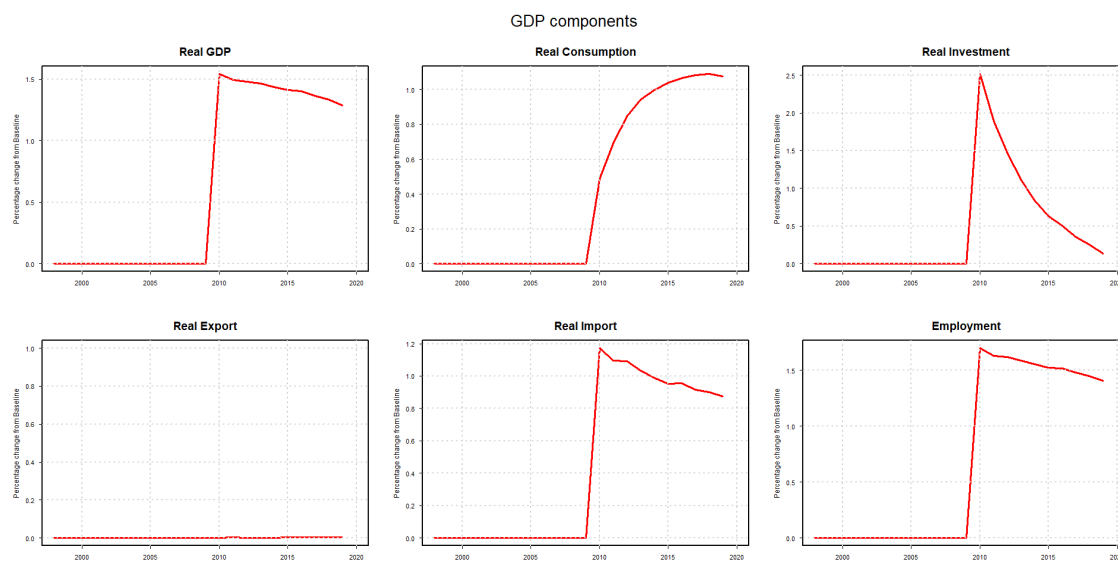 GDP components
Real GDP
Percentage change from Baseline
1.5
1.0
0.5
0.0
2000 2005 2010 2015 2020
Real Consumption
Percentage change from Baseline
1.0
0.8
0.6
0.4
0.2
0.0
2000 2005 2010 2015 2020
Real Investment
Percentage change from Baseline
2.5
2.0
1.5
1.0
0.5
0.0
2000 2005 2010 2015 2020
Real Export
Percentage change from Baseline
1.0
0.8
0.6
0.4
0.2
0.0
2000 2005 2010 2015 2020
Real Import
Percentage change from Baseline
1.2
1.0
0.8
0.6
0.4
0.2
0.0
2000 2005 2010 2015 2020
Employment
Percentage change from Baseline
1.5
1.0
0.5
0.0
2000 2005 2010 2015